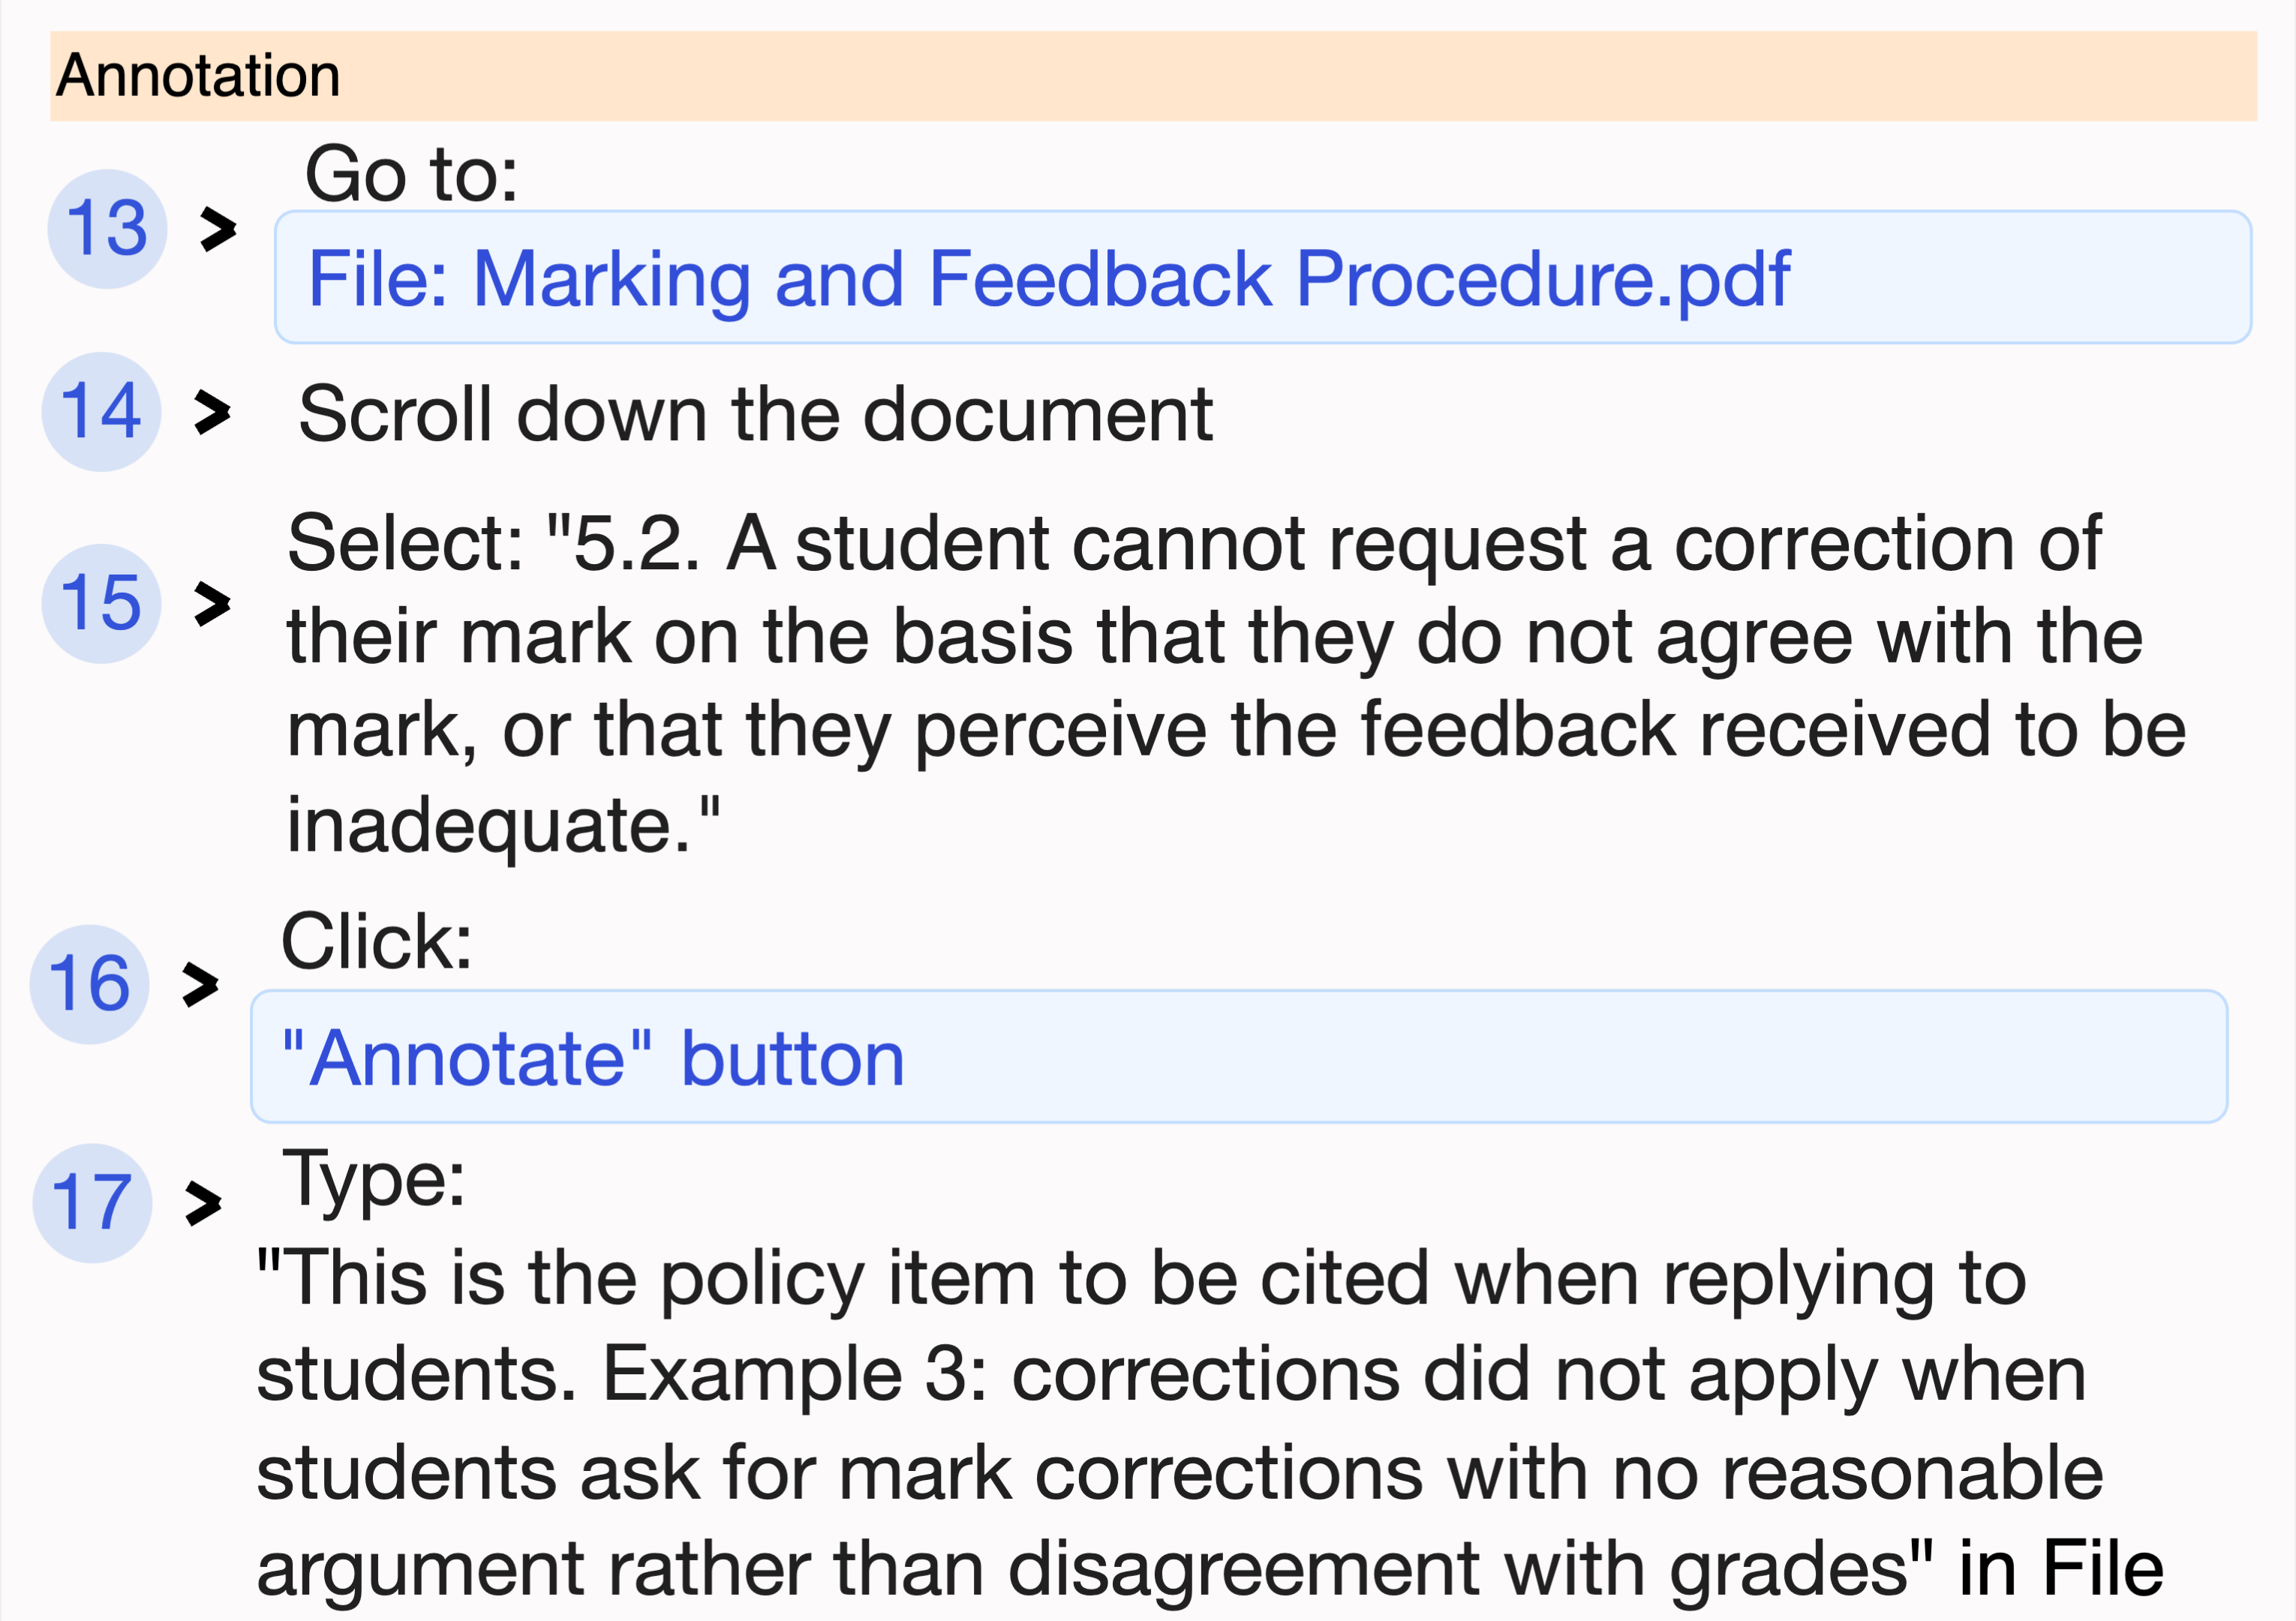 Annotation
Go to:
13 >
File: Marking and Feedback Procedure.pdf
14 > Scroll down the document
Select: "5.2. A student cannot request a correction of
15 >
their mark on the basis that they do not agree with the
mark, or that they perceive the feedback received to be
inadequate."
Click:
16 >
"Annotate" button
17 > Type:
"This is the policy item to be cited when replying to
students. Example 3: corrections did not apply when
students ask for mark corrections with no reasonable
argument rather than disagreement with grades" in File